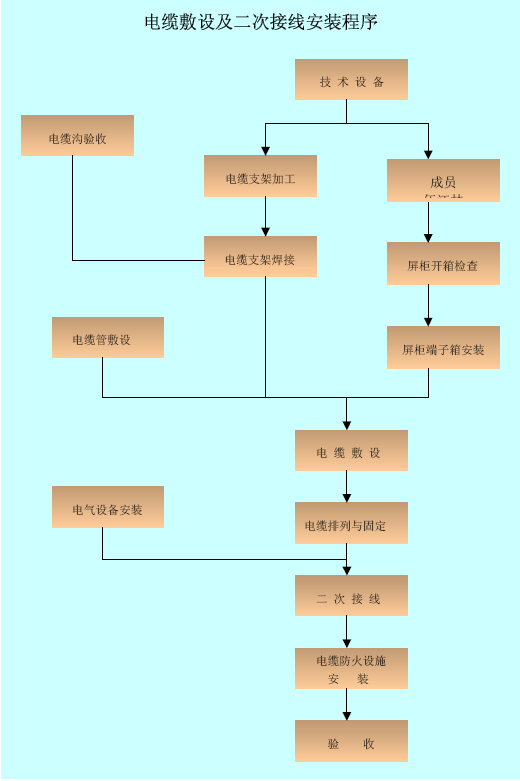 电缆敷设及二次接线安装程序
技 术 设 备
电缆沟验收
电缆支架加工
成员
电缆支架焊接
屏柜开箱检查
电缆管敷设
屏柜端子箱安装
电 缆 敷 设
电气设备安装
电缆排列与固定
二 次 接 线
电缆防火设施
安 装
验 收